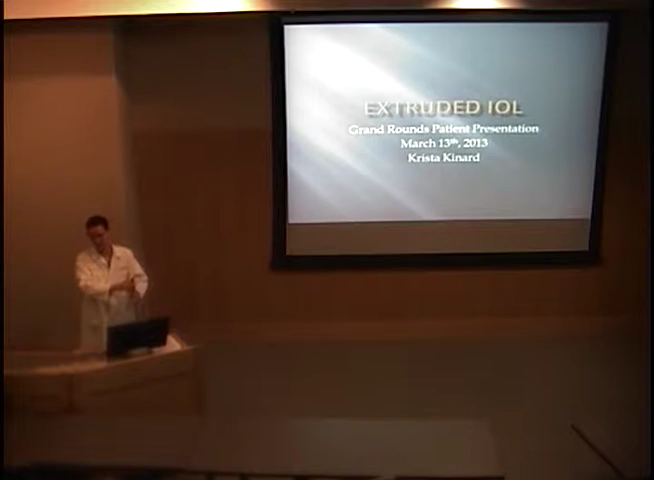 EXTRUDED IOL
Grand Rounds Patient Presentation
March 13th, 2013
Krista Kinard